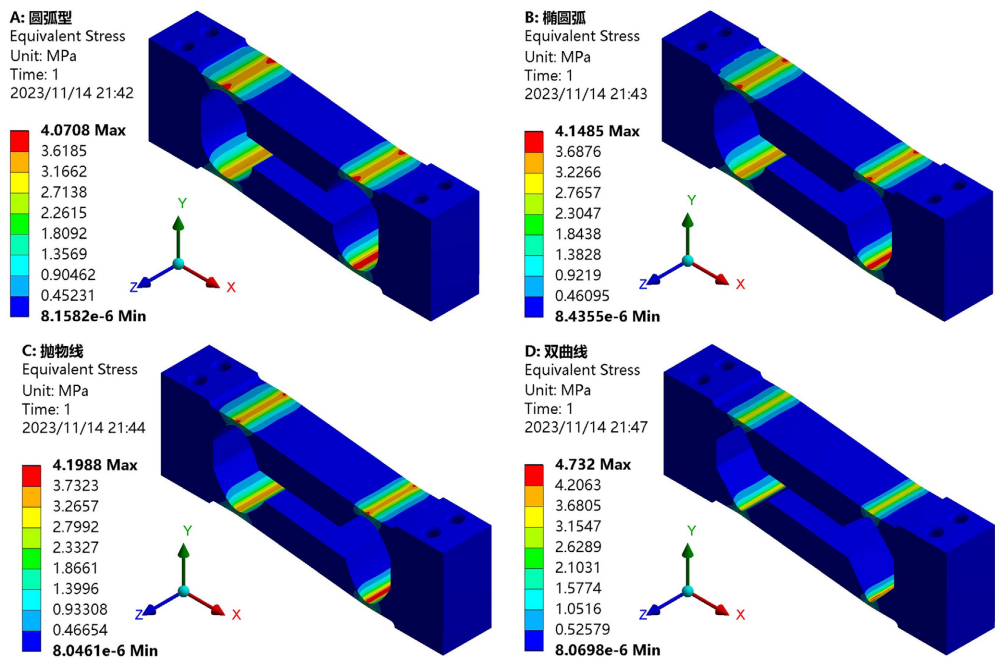 A: 圆弧型
Equivalent Stress
Unit: MPa
Time: 1
2023/11/14 21:42
4.0708 Max
3.6185
3.1662
2.7138
2.2615
1.8092
1.3569
0.90462
0.45231
8.1582e-6 Min
Y
Z
X
B: 椭圆弧
Equivalent Stress
Unit: MPa
Time: 1
2023/11/14 21:43
4.1485 Max
3.6876
3.2266
2.7657
2.3047
1.8438
1.3828
0.9219
0.46095
8.4355e-6 Min
Y
Z
X
C: 抛物线
Equivalent Stress
Unit: MPa
Time: 1
2023/11/14 21:44
4.1988 Max
3.7323
3.2657
2.7992
2.3327
1.8661
1.3996
0.93308
0.46654
8.0461e-6 Min
Y
Z
X
D: 双曲线
Equivalent Stress
Unit: MPa
Time: 1
2023/11/14 21:47
4.732 Max
4.2063
3.6805
3.1547
2.6289
2.1031
1.5774
1.0516
0.52579
8.0698e-6 Min
Y
Z
X